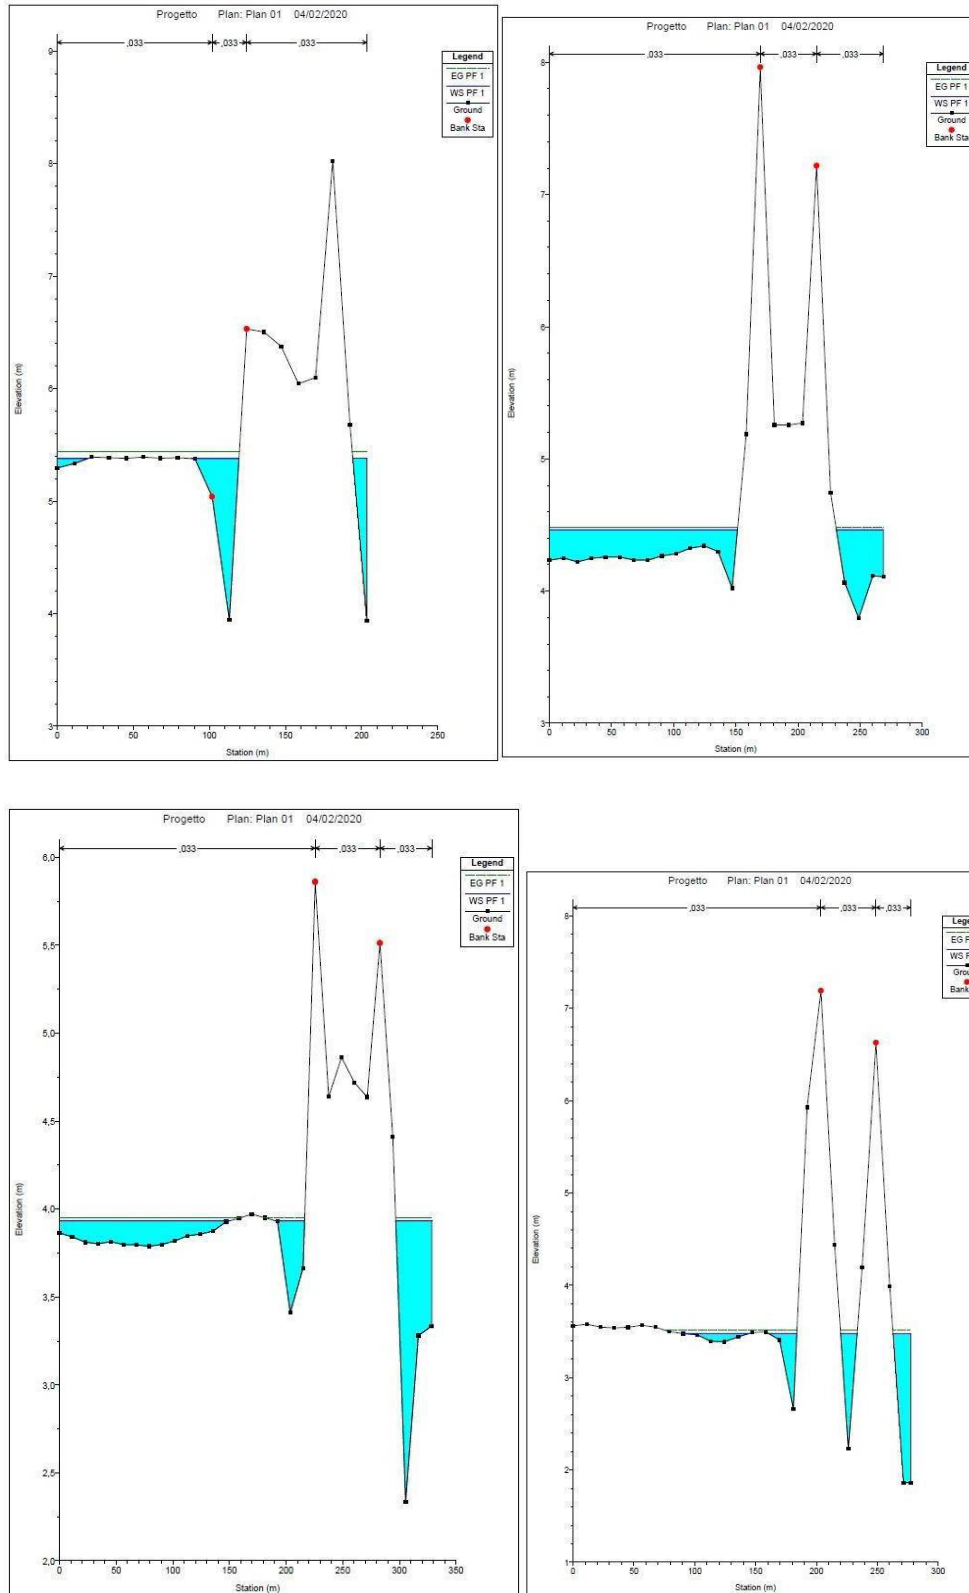 Progetto Plan: Plan 01 04/02/2020
,033 ,033 ,033
Legend
EG PF 1
WS PF 1
Ground
Bank Sta
9
8
7
6
5
4
3
Elevation (m)
0 50 100 150 200 250
Station (m)
Progetto Plan: Plan 01 04/02/2020
,033 ,033 ,033
Legend
EG PF 1
WS PF 1
Ground
Bank Sta
8
7
6
5
4
3
Elevation (m)
0 50 100 150 200 250 300
Station (m)
Progetto Plan: Plan 01 04/02/2020
,033 ,033 ,033
Legend
EG PF 1
WS PF 1
Ground
Bank Sta
6,0
5,5
5,0
4,5
4,0
3,5
3,0
2,5
2,0
Elevation (m)
0 50 100 150 200 250 300 350
Station (m)
Progetto Plan: Plan 01 04/02/2020
,033 ,033 ,033
Lege
EG P
WS P
Grou
Bank
8
7
6
5
4
3
2
1
Elevation (m)
0 50 100 150 200 250 300
Station (m)